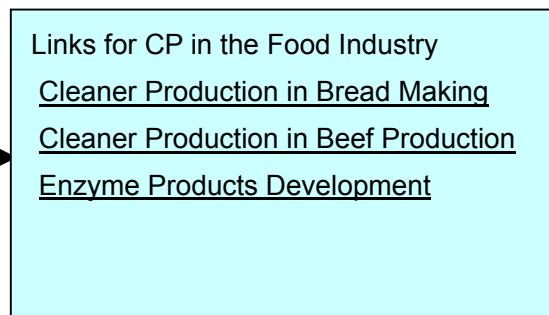 Links for CP in the Food Industry
Cleaner Production in Bread Making
Cleaner Production in Beef Production
Enzyme Products Development